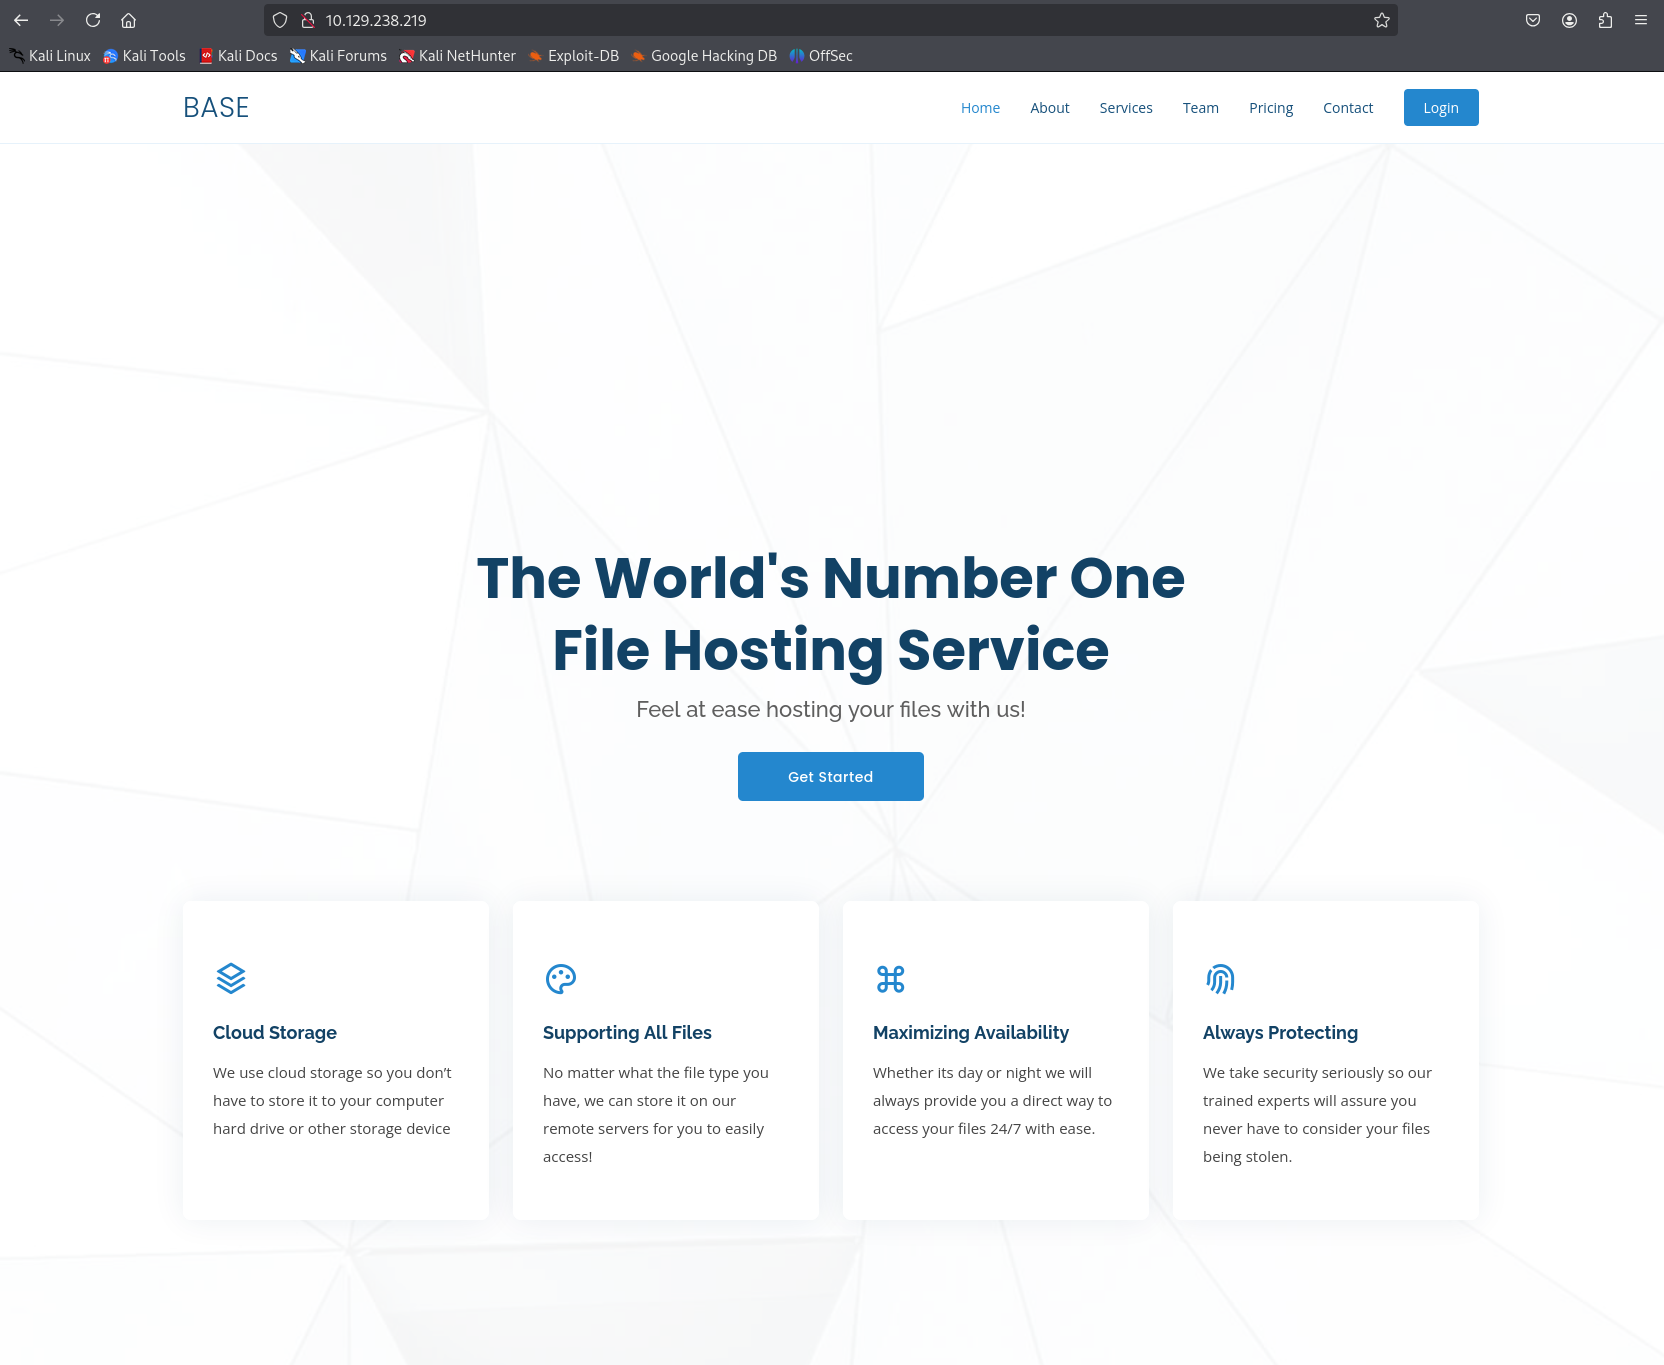 10.129.238.219
Kali Linux Kali Tools Kali Docs Kali Forums Kali NetHunter Exploit-DB Google Hacking DB OffSec
BASE
Home About Services Team Pricing Contact Login
The World's Number One
File Hosting Service
Feel at ease hosting your files with us!
Get Started
Cloud Storage
We use cloud storage so you don’t
have to store it to your computer
hard drive or other storage device
Supporting All Files
No matter what the file type you
have, we can store it on our
remote servers for you to easily
access!
Maximizing Availability
Whether its day or night we will
always provide you a direct way to
access your files 24/7 with ease.
Always Protecting
We take security seriously so our
trained experts will assure you
never have to consider your files
being stolen.